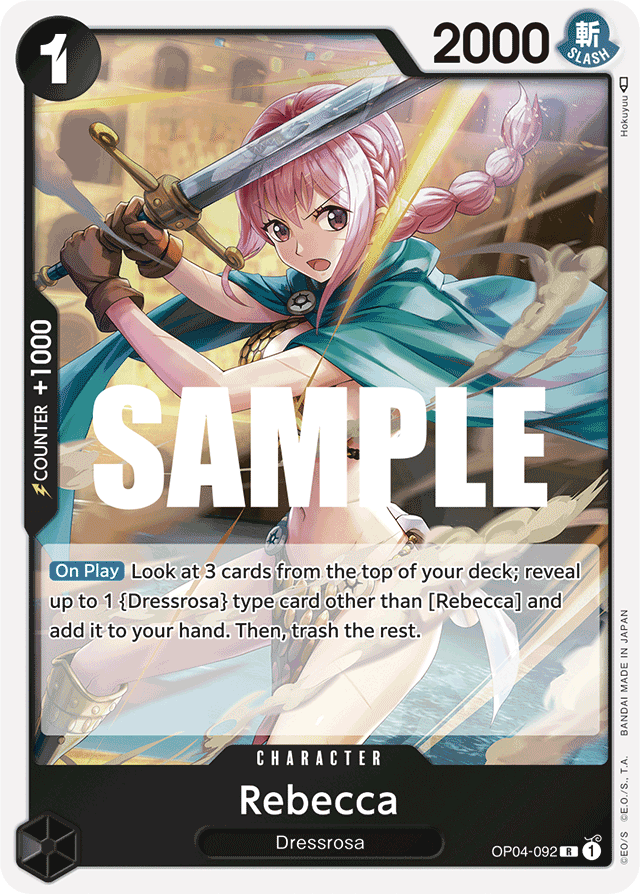 1
2000
斬
SLASH
Hokuyuu
COUNTER +1000
SAMPLE
On Play Look at 3 cards from the top of your deck; reveal
up to 1 {Dressrosa} type card other than [Rebecca] and
add it to your hand. Then, trash the rest.
CHARACTER
Rebecca
Dressrosa
OP04-092 R 1
©E.O/S ©E.O./S., T.A. BANDAI MADE IN JAPAN